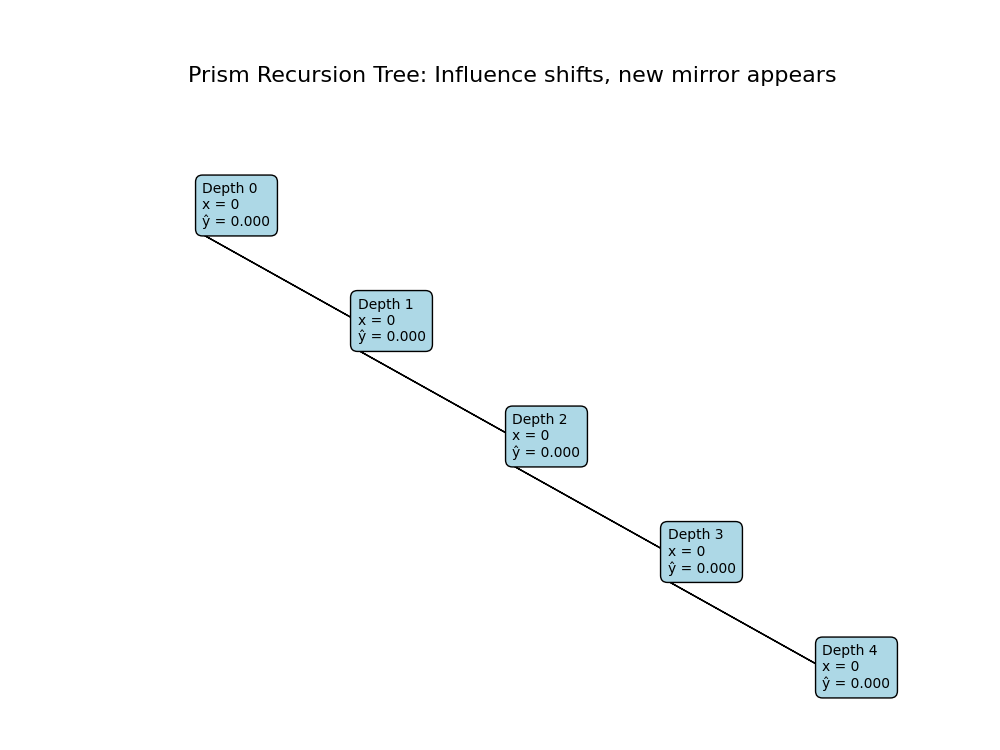 Prism Recursion Tree: Influence shifts, new mirror appears
Depth 0
x = 0
ŷ = 0.000
Depth 1
x = 0
ŷ = 0.000
Depth 2
x = 0
ŷ = 0.000
Depth 3
x = 0
ŷ = 0.000
Depth 4
x = 0
ŷ = 0.000